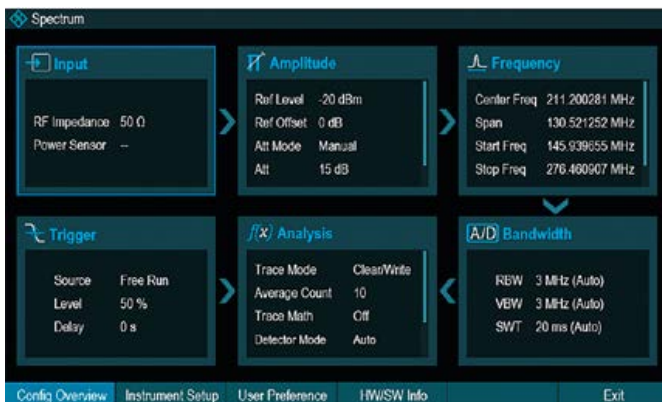 Spectrum
Input
RF Impedance 50 Ω
Power Sensor --
Amplitude
Ref Level -20 dBm
Ref Offset 0 dB
Att Mode Manual
Att 15 dB
Frequency
Center Freq 211.200281 MHz
Span 130.521252 MHz
Start Freq 145.939655 MHz
Stop Freq 276.460907 MHz
Trigger
Source Free Run
Level 50 %
Delay 0 s
f(x) Analysis
Trace Mode Clear/Write
Average Count 10
Trace Math Off
Detector Mode Auto
A/D Bandwidth
RBW 3 MHz (Auto)
VBW 3 MHz (Auto)
SWT 20 ms (Auto)
Config Overview Instrument Setup User Preference HW/SW Info Exit